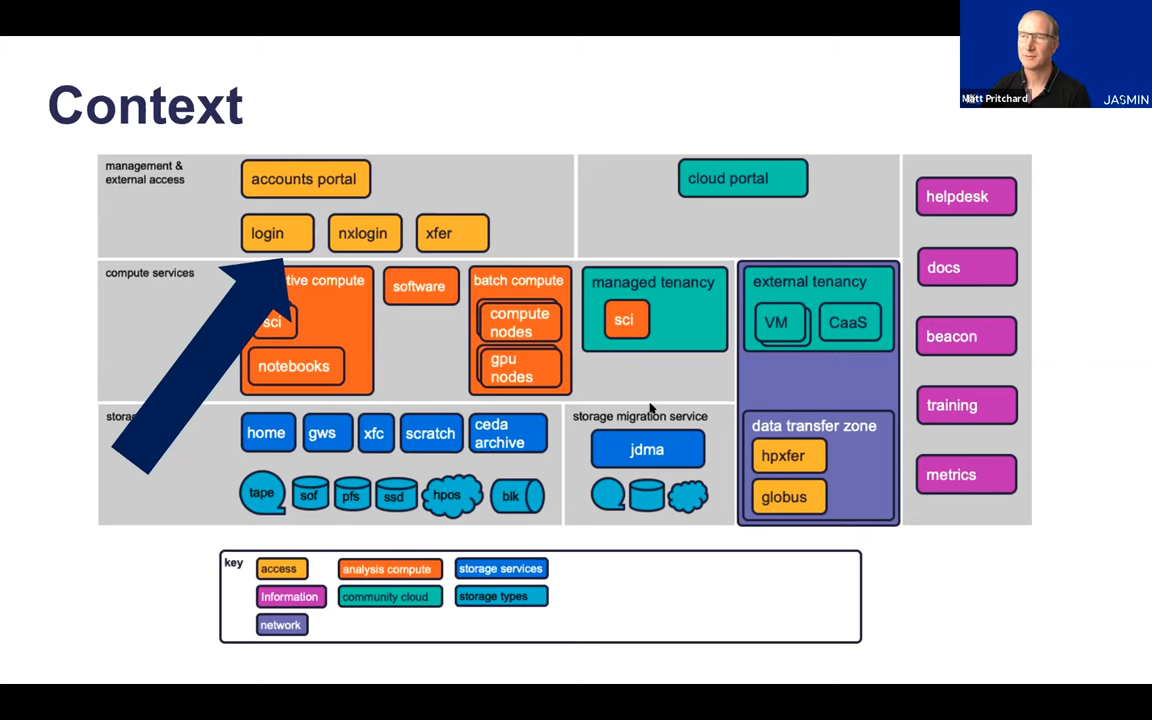 Context
Matt Pritchard
JASMIN
management &
external access
accounts portal
login
nxlogin
xfer
cloud portal
compute services
tive compute
sci
notebooks
software
batch compute
compute
nodes
gpu
nodes
managed tenancy
sci
external tenancy
VM
CaaS
storag
home
gws
xfc
scratch
ceda
archive
tape
sof
pfs
ssd
hpos
blk
storage migration service
jdma
data transfer zone
hpxfer
globus
helpdesk
docs
beacon
training
metrics
key
access
analysis compute
storage services
Information
community cloud
storage types
network